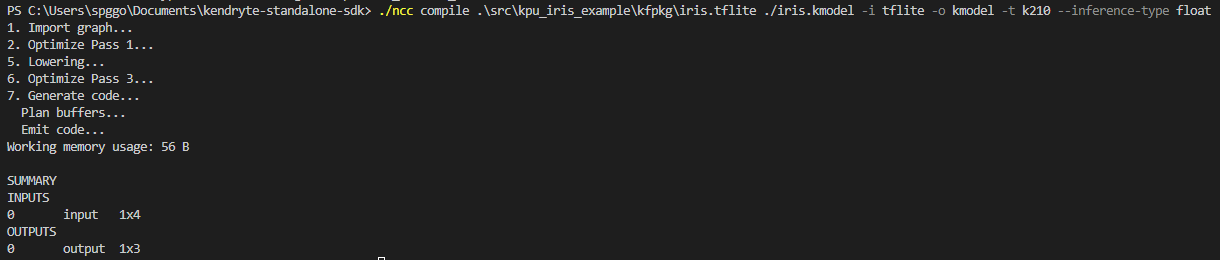 PS C:\Users\spggo\Documents\kendryte-standalone-sdk> ./ncc compile .\src\kpu_iris_example\kfpkg\iris.tflite ./iris.kmodel -i tflite -o kmodel -t k210 --inference-type float
1. Import graph...
2. Optimize Pass 1...
5. Lowering...
6. Optimize Pass 3...
7. Generate code...
  Plan buffers...
  Emit code...
Working memory usage: 56 B
SUMMARY
INPUTS
0       input   1x4
OUTPUTS
0       output  1x3